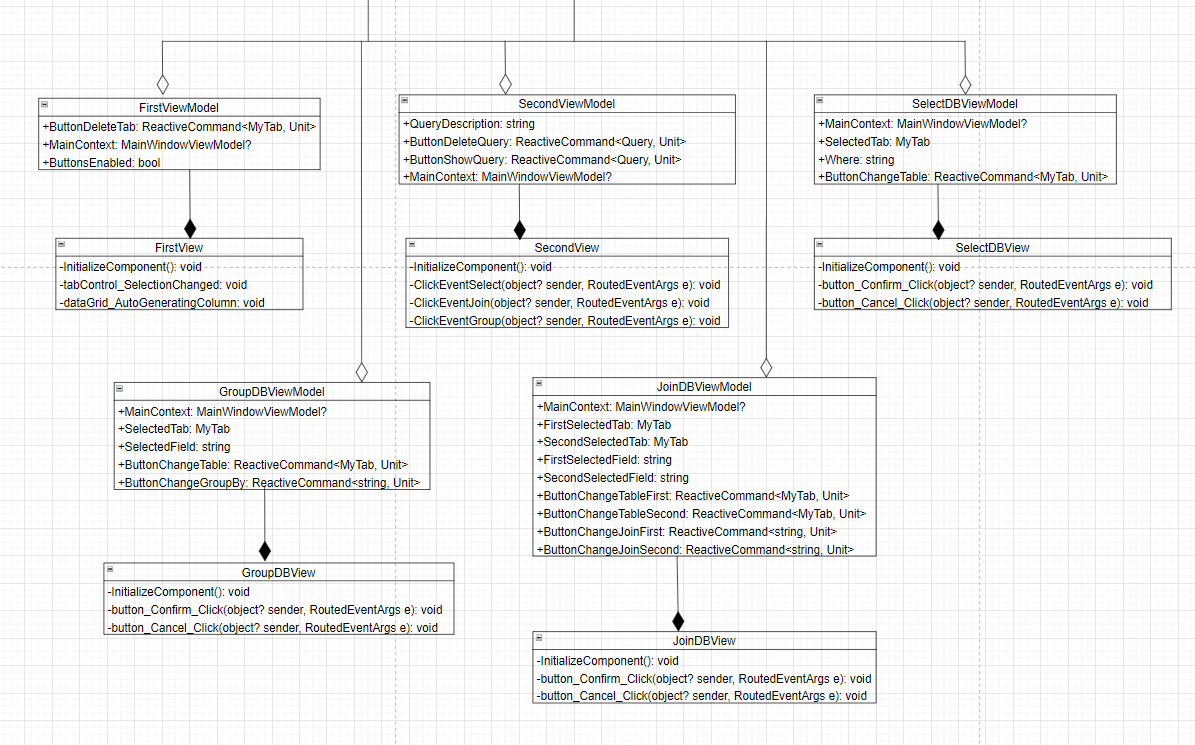 FirstViewModel
+ButtonDeleteTab: ReactiveCommand<MyTab, Unit>
+MainContext: MainWindowViewModel?
+ButtonsEnabled: bool
SecondViewModel
+QueryDescription: string
+ButtonDeleteQuery: ReactiveCommand<Query, Unit>
+ButtonShowQuery: ReactiveCommand<Query, Unit>
+MainContext: MainWindowViewModel?
SelectDBViewModel
+MainContext: MainWindowViewModel?
+SelectedTab: MyTab
+Where: string
+ButtonChangeTable: ReactiveCommand<MyTab, Unit>
FirstView
-InitializeComponent(): void
-tabControl_SelectionChanged: void
-dataGrid_AutoGeneratingColumn: void
SecondView
-InitializeComponent(): void
-ClickEventSelect(object? sender, RoutedEventArgs e): void
-ClickEventJoin(object? sender, RoutedEventArgs e): void
-ClickEventGroup(object? sender, RoutedEventArgs e): void
SelectDBView
-InitializeComponent(): void
-button_Confirm_Click(object? sender, RoutedEventArgs e): void
-button_Cancel_Click(object? sender, RoutedEventArgs e): void
GroupDBViewModel
+MainContext: MainWindowViewModel?
+SelectedTab: MyTab
+SelectedField: string
+ButtonChangeTable: ReactiveCommand<MyTab, Unit>
+ButtonChangeGroupBy: ReactiveCommand<string, Unit>
JoinDBViewModel
+MainContext: MainWindowViewModel?
+FirstSelectedTab: MyTab
+SecondSelectedTab: MyTab
+FirstSelectedField: string
+SecondSelectedField: string
+ButtonChangeTableFirst: ReactiveCommand<MyTab, Unit>
+ButtonChangeTableSecond: ReactiveCommand<MyTab, Unit>
+ButtonChangeJoinFirst: ReactiveCommand<string, Unit>
+ButtonChangeJoinSecond: ReactiveCommand<string, Unit>
GroupDBView
-InitializeComponent(): void
-button_Confirm_Click(object? sender, RoutedEventArgs e): void
-button_Cancel_Click(object? sender, RoutedEventArgs e): void
JoinDBView
-InitializeComponent(): void
-button_Confirm_Click(object? sender, RoutedEventArgs e): void
-button_Cancel_Click(object? sender, RoutedEventArgs e): void